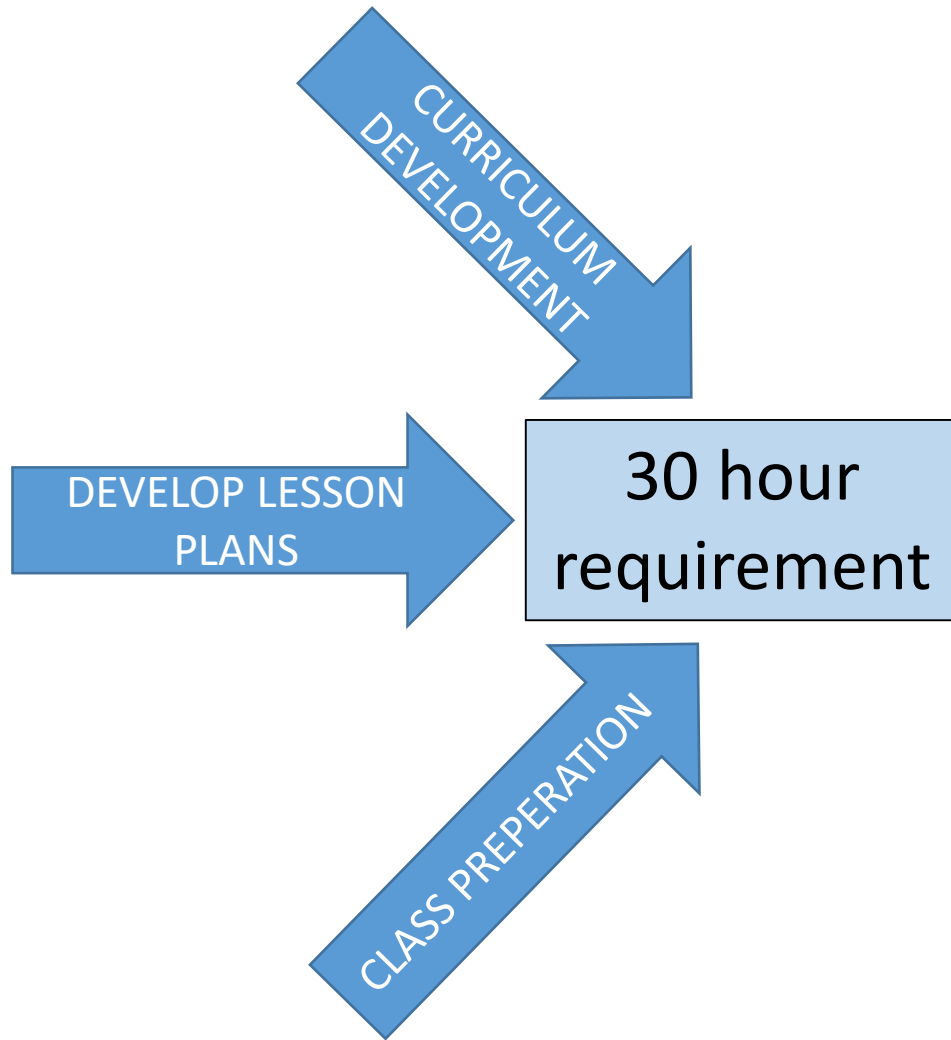 CURRICULUM
DEVELOPMENT
DEVELOP LESSON
PLANS
30 hour
requirement
CLASS PREPERATION